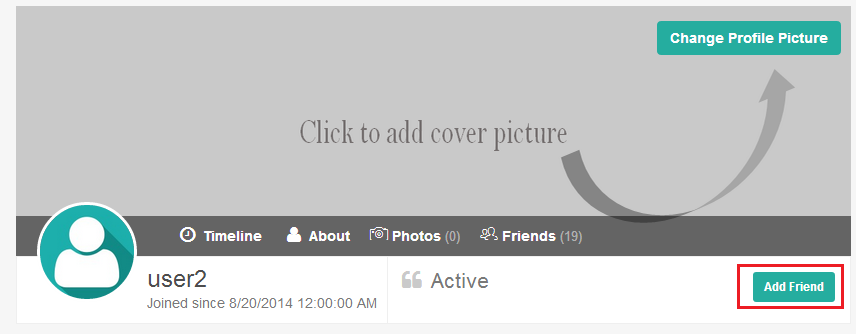 Change Profile Picture
Click to add cover picture
Timeline About Photos (0) Friends (19)
user2
Joined since 8/20/2014 12:00:00 AM
Active
Add Friend